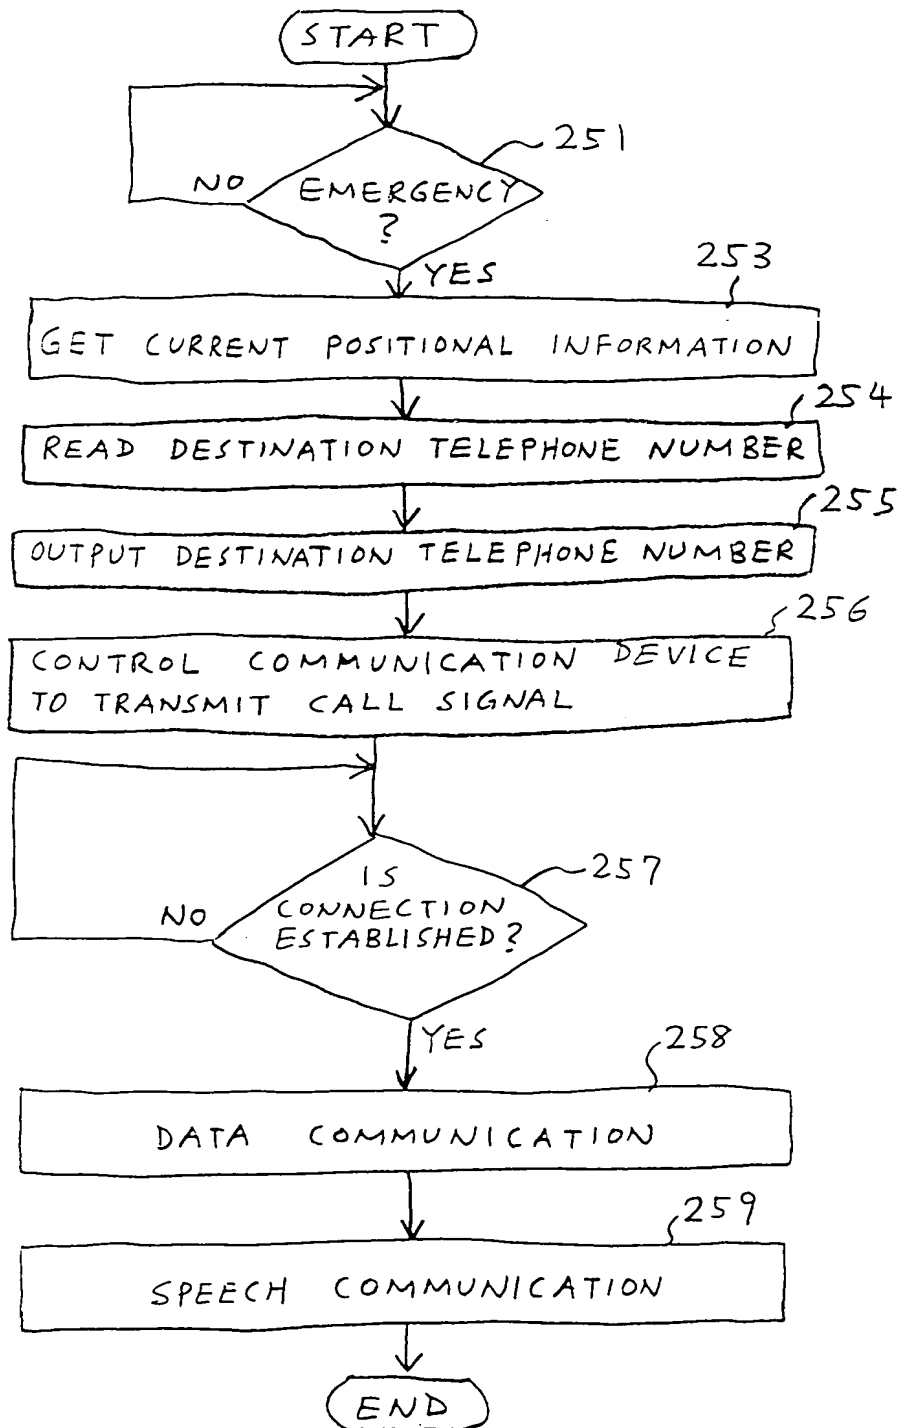 START
251
NO
EMERGENCY
?
YES
253
GET CURRENT POSITIONAL INFORMATION
254
READ DESTINATION TELEPHONE NUMBER
255
OUTPUT DESTINATION TELEPHONE NUMBER
256
CONTROL COMMUNICATION DEVICE
TO TRANSMIT CALL SIGNAL
257
IS
CONNECTION
ESTABLISHED?
NO
YES
258
DATA COMMUNICATION
259
SPEECH COMMUNICATION
END